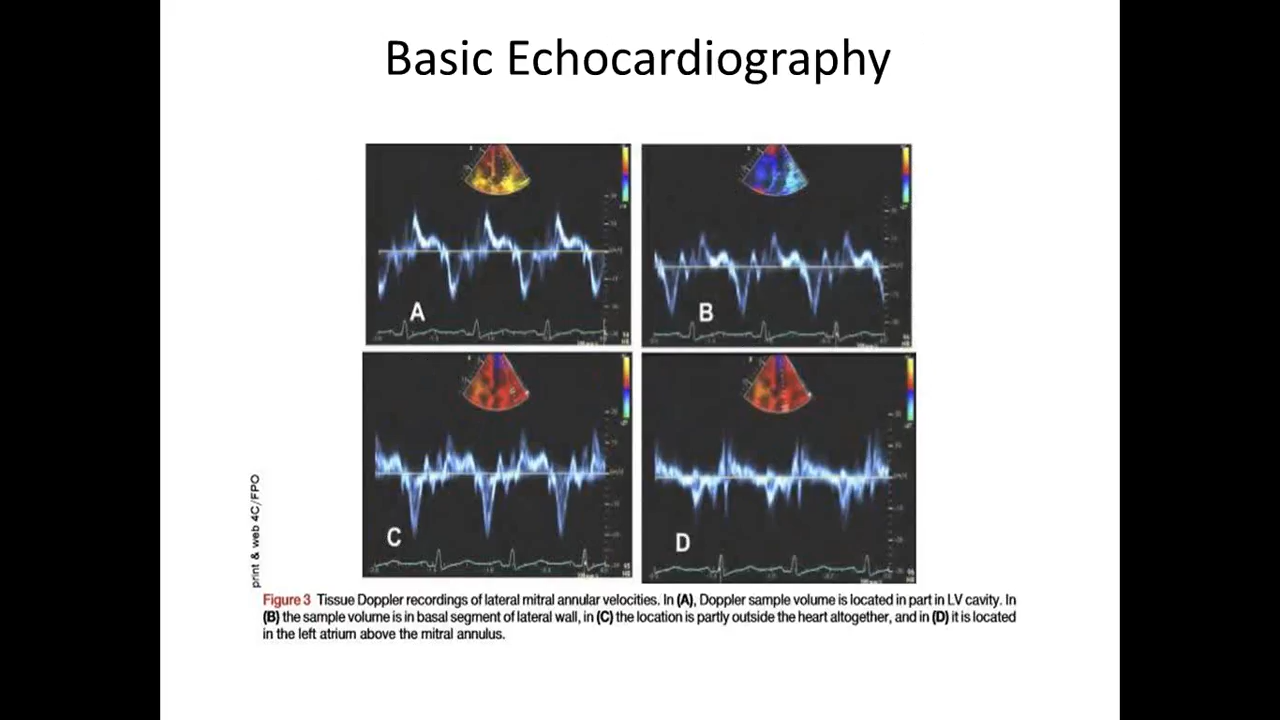 Basic Echocardiography
A
B
C
D
print & web 4C/FPO
Figure 3 Tissue Doppler recordings of lateral mitral annular velocities. In (A), Doppler sample volume is located in part in LV cavity. In
(B) the sample volume is in basal segment of lateral wall, in (C) the location is partly outside the heart altogether, and in (D) it is located
in the left atrium above the mitral annulus.